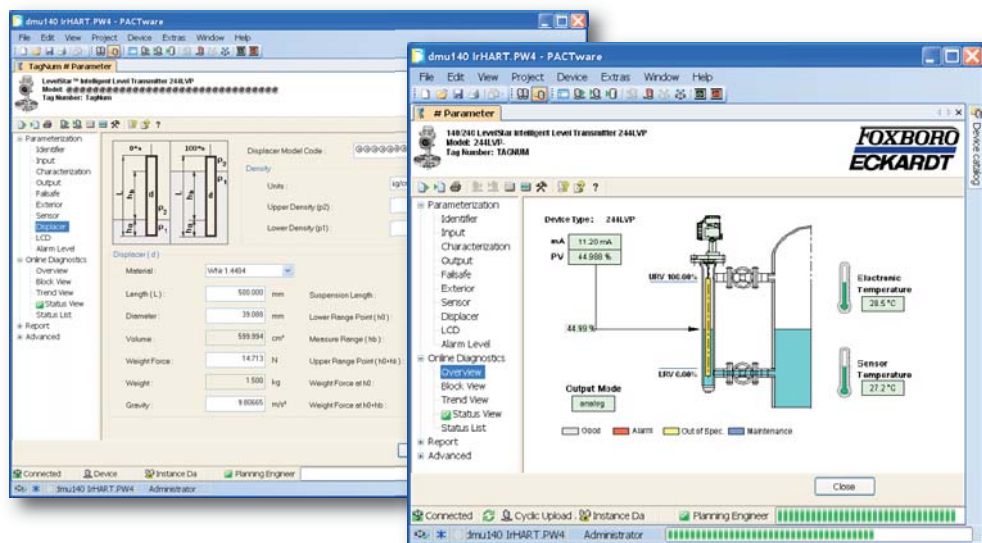 dmu140 IrHART.PW4 - PACTware
File Edit View Project Device Extras Window Help
TagNum # Parameter
LevelStar™ Intelligent Level Transmitter 244LVP
Model:
Tag Number: TagNum
Parameterization
Identifier
Input
Characterization
Output
Failsafe
Exterior
Sensor
Displacer
LCD
Alarm Level
Online Diagnostics
Overview
Block View
Trend View
Status View
Status List
Report
Advanced
0% 100%
Displacer Model Code :
Density
Units :
Upper Density (p2) :
Lower Density (p1) :
Displacer ( d )
Material :
Length ( L ) : 500.000 mm Suspension Length :
Diameter : 39.088 mm Lower Range Point ( h0 ) :
Volume : 599.994 cm³ Measure Range ( hb ) :
Weight Force : 14.713 N Upper Range Point ( h0+hb ) :
Weight : 1.500 kg Weight Force at h0 :
Gravity : 9.80665 m/s² Weight Force at h0+hb :
Connected Device Instance Da Planning Engineer
dmu140 IrHART.PW4 Administrator
dmu140 IrHART.PW4 - PACTware
File Edit View Project Device Extras Window Help
# Parameter
Device catalog
140/240 LevelStar Intelligent Level Transmitter 244LVP
Model: 244LVP-
Tag Number: TAGNUM
FOXBORO
ECKARDT
Parameterization
Identifier
Input
Characterization
Output
Failsafe
Exterior
Sensor
Displacer
LCD
Alarm Level
Online Diagnostics
Overview
Block View
Trend View
Status View
Status List
Report
Advanced
Device Type: 244LVP
mA 11.20 mA
PV 44.988 %
URV 100.00%
44.99 %
LRV 0.00%
Output Mode
analog
Electronic
Temperature
28.5 °C
Sensor
Temperature
27.2 °C
Good Alarm Out of Spec. Maintenance
Close
Connected Cyclic Upload . Instance Da Planning Engineer
dmu140 IrHART.PW4 Administrator